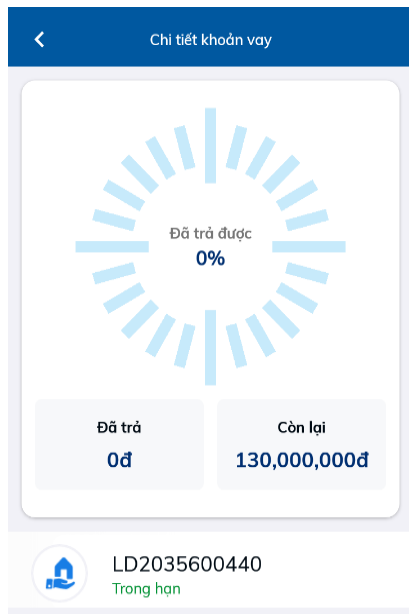 Chi tiết khoản vay
Đã trả được
0%
Đã trả
0đ
Còn lại
130,000,000đ
LD2035600440
Trong hạn